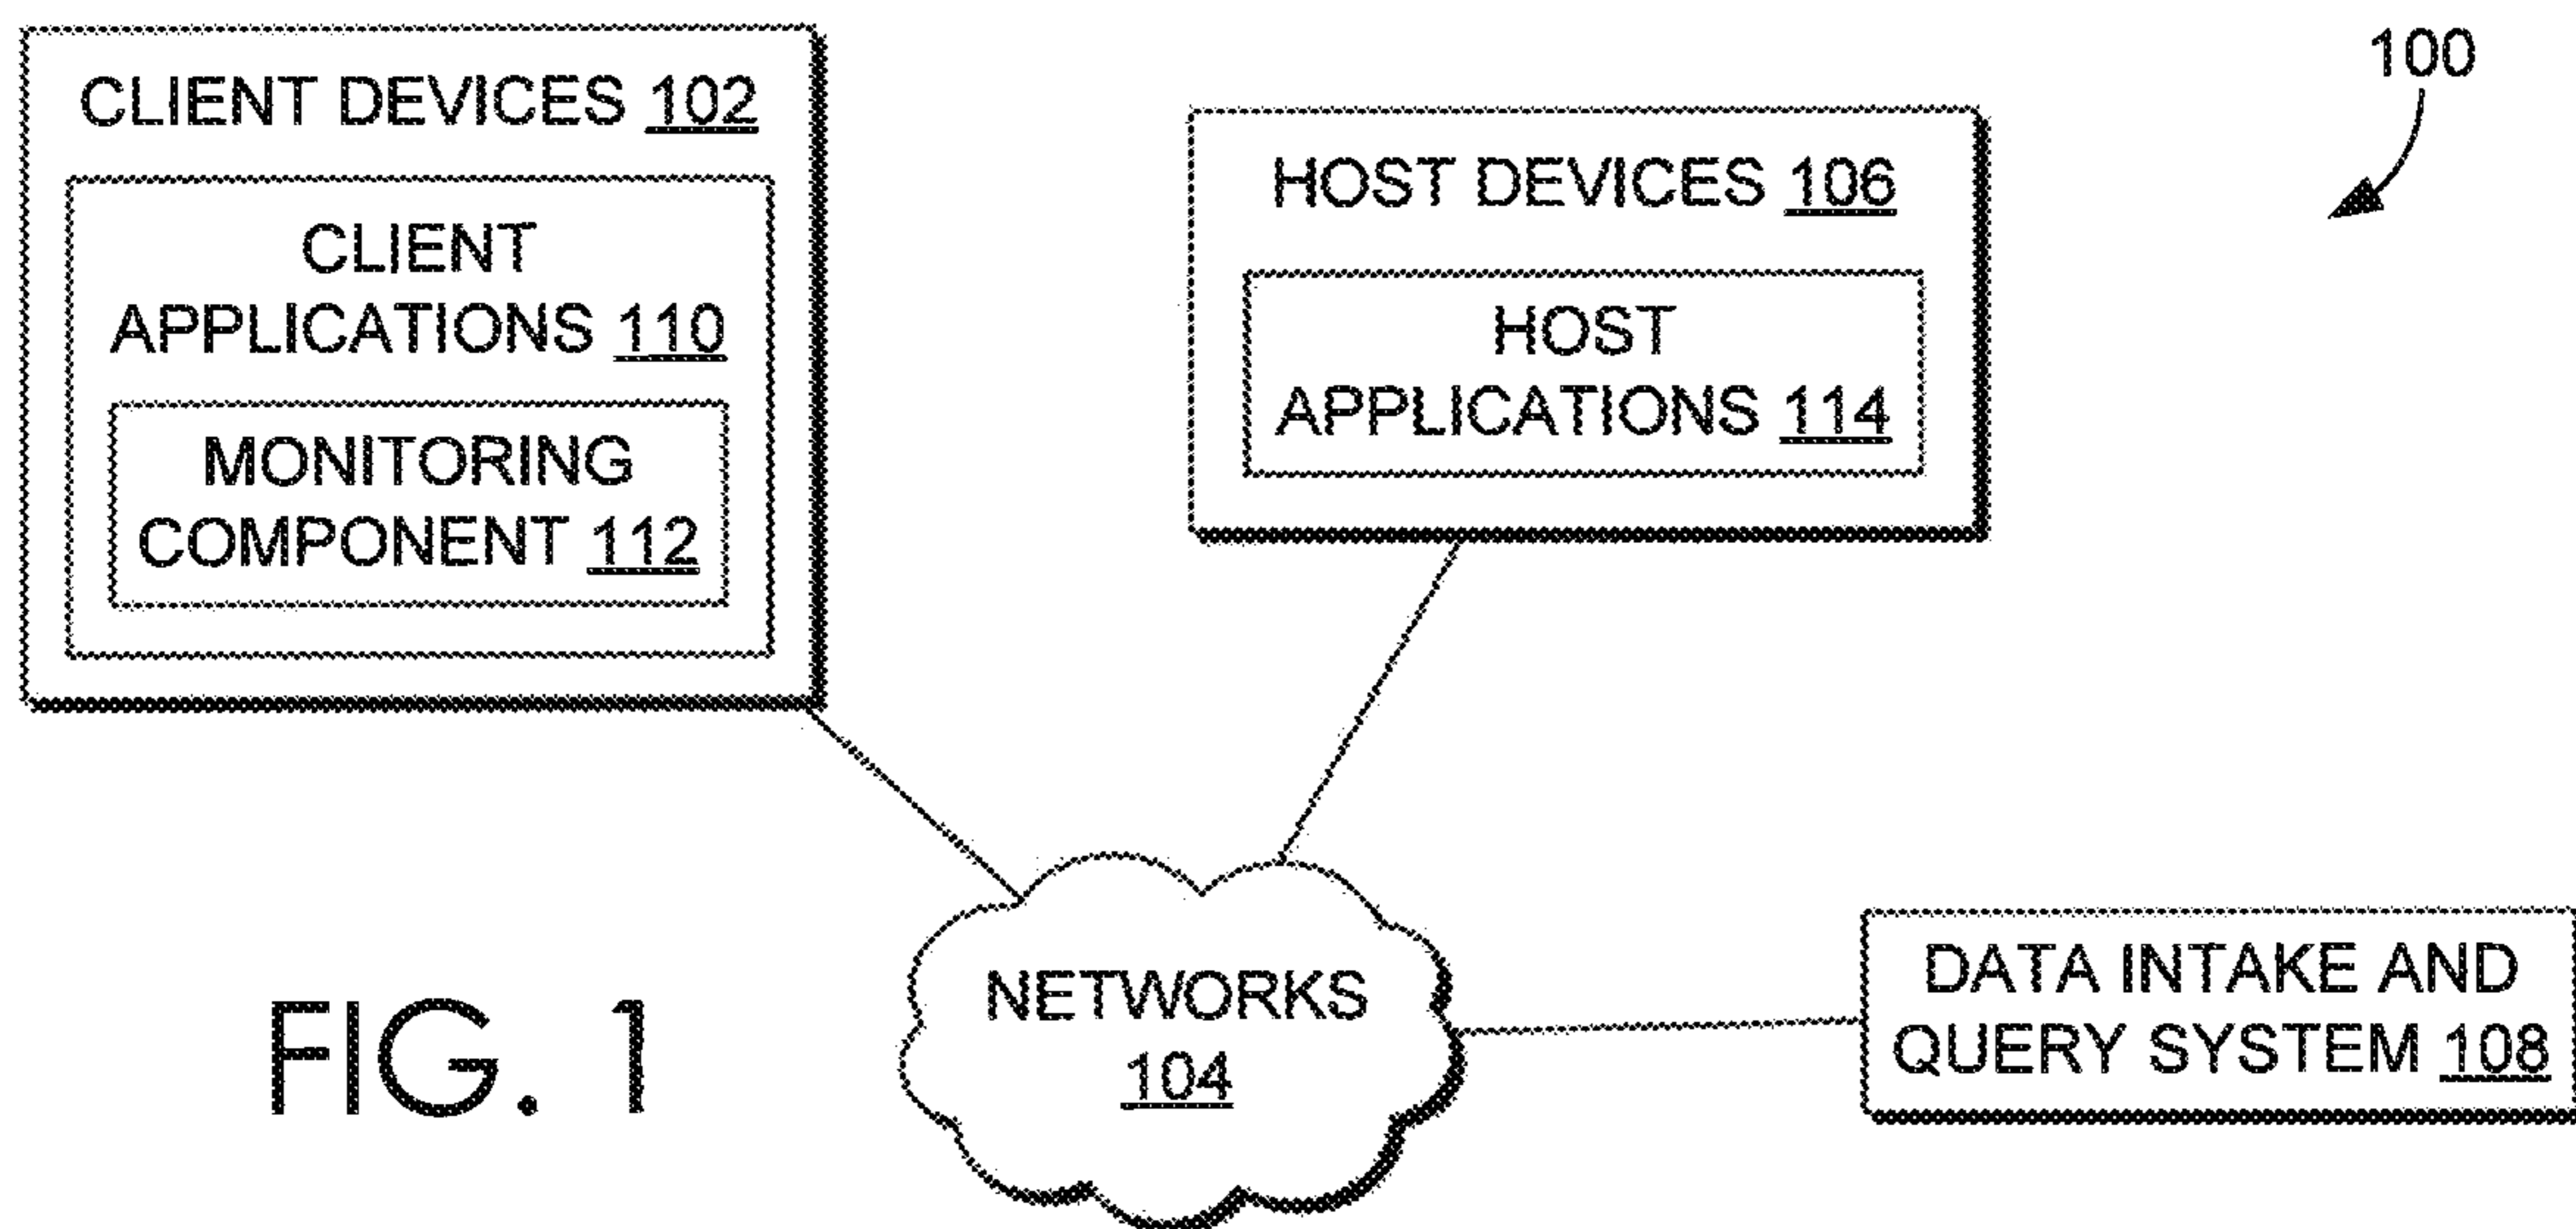 100
CLIENT DEVICES 102
CLIENT
APPLICATIONS 110
MONITORING
COMPONENT 112
HOST DEVICES 106
HOST
APPLICATIONS 114
NETWORKS
104
DATA INTAKE AND
QUERY SYSTEM 108
FIG. 1